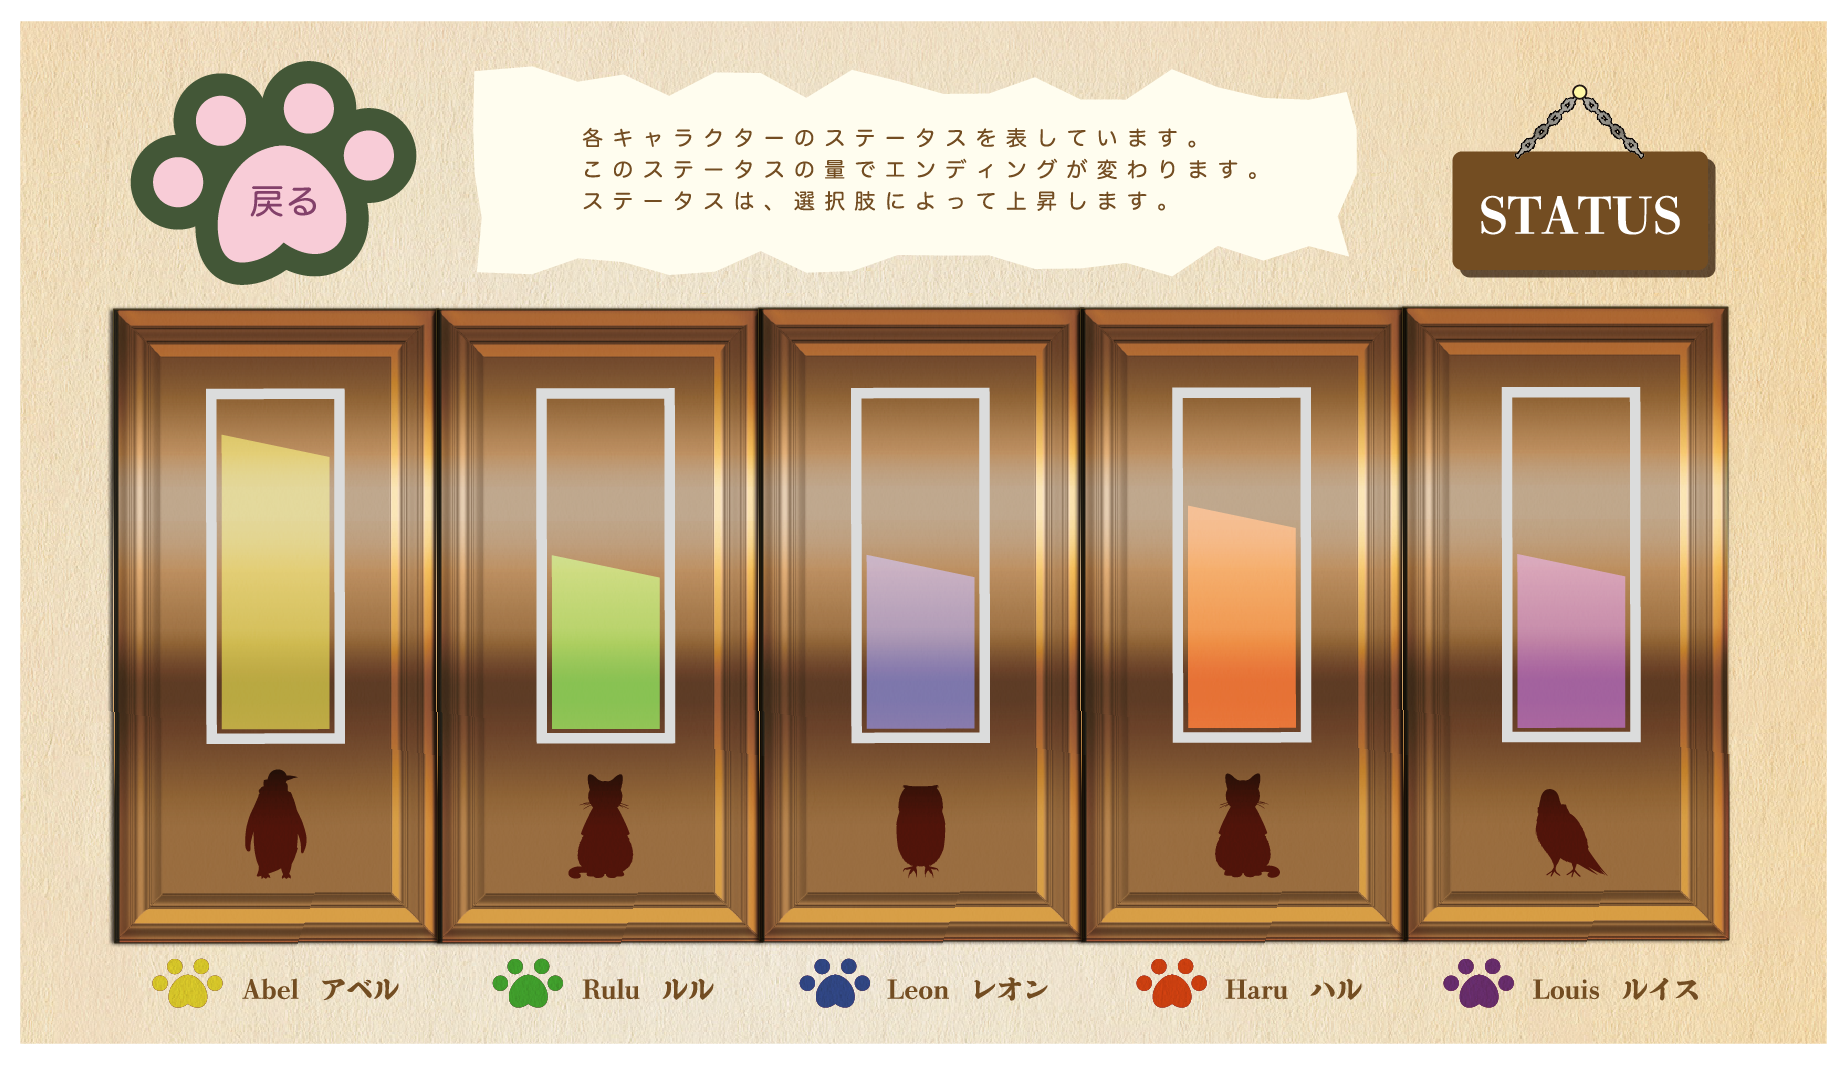 戻る
各キャラクターのステータスを表しています。
このステータスの量でエンディングが変わります。
ステータスは、選択肢によって上昇します。
STATUS
Abel アベル
Rulu ルル
Leon レオン
Haru ハル
Louis ルイス